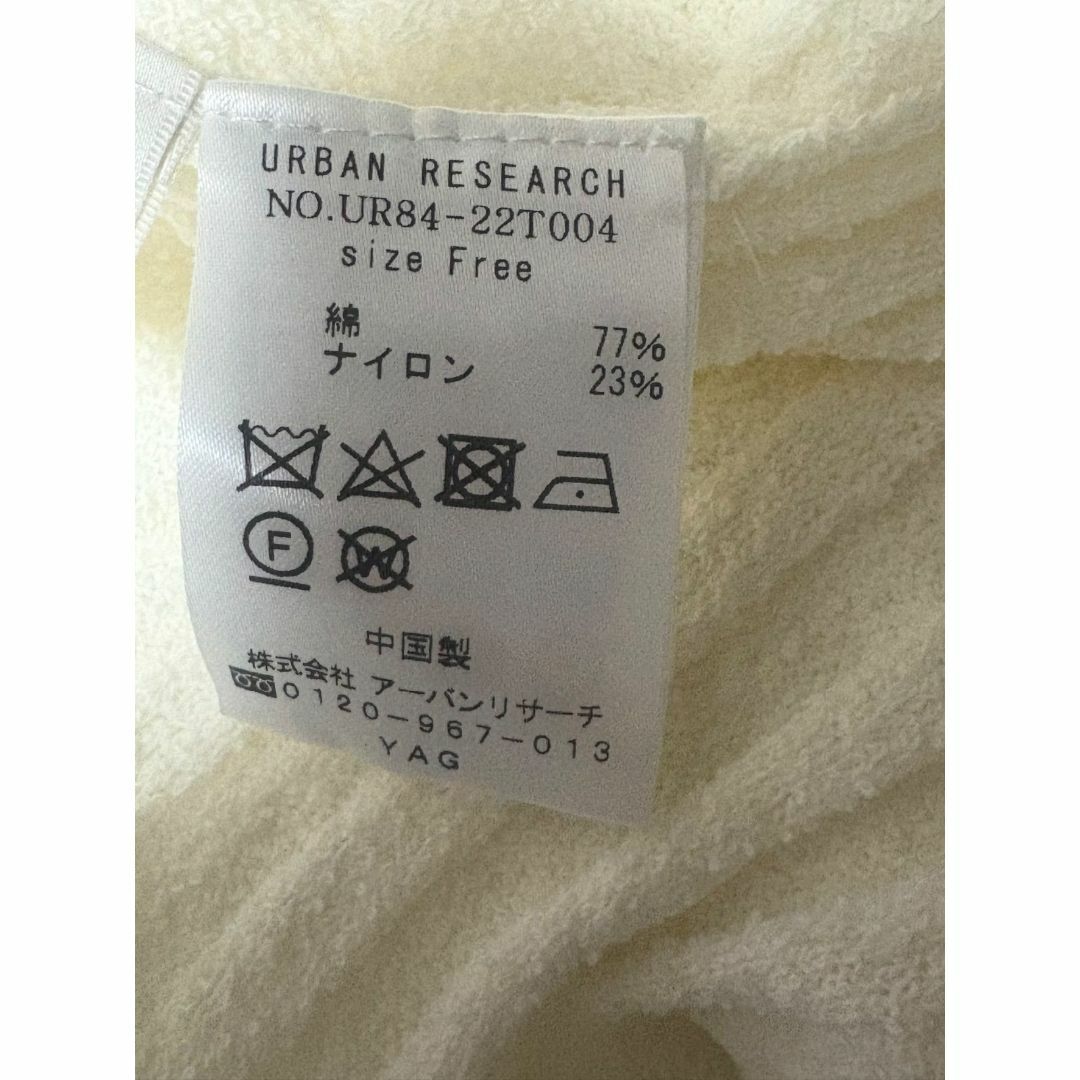 URBAN RESEARCH
NO.UR84-22T004
size Free
綿 77%
ナイロン 23%
F
W
中国製
株式会社 アーバンリサーチ
0120-967-013
YAG